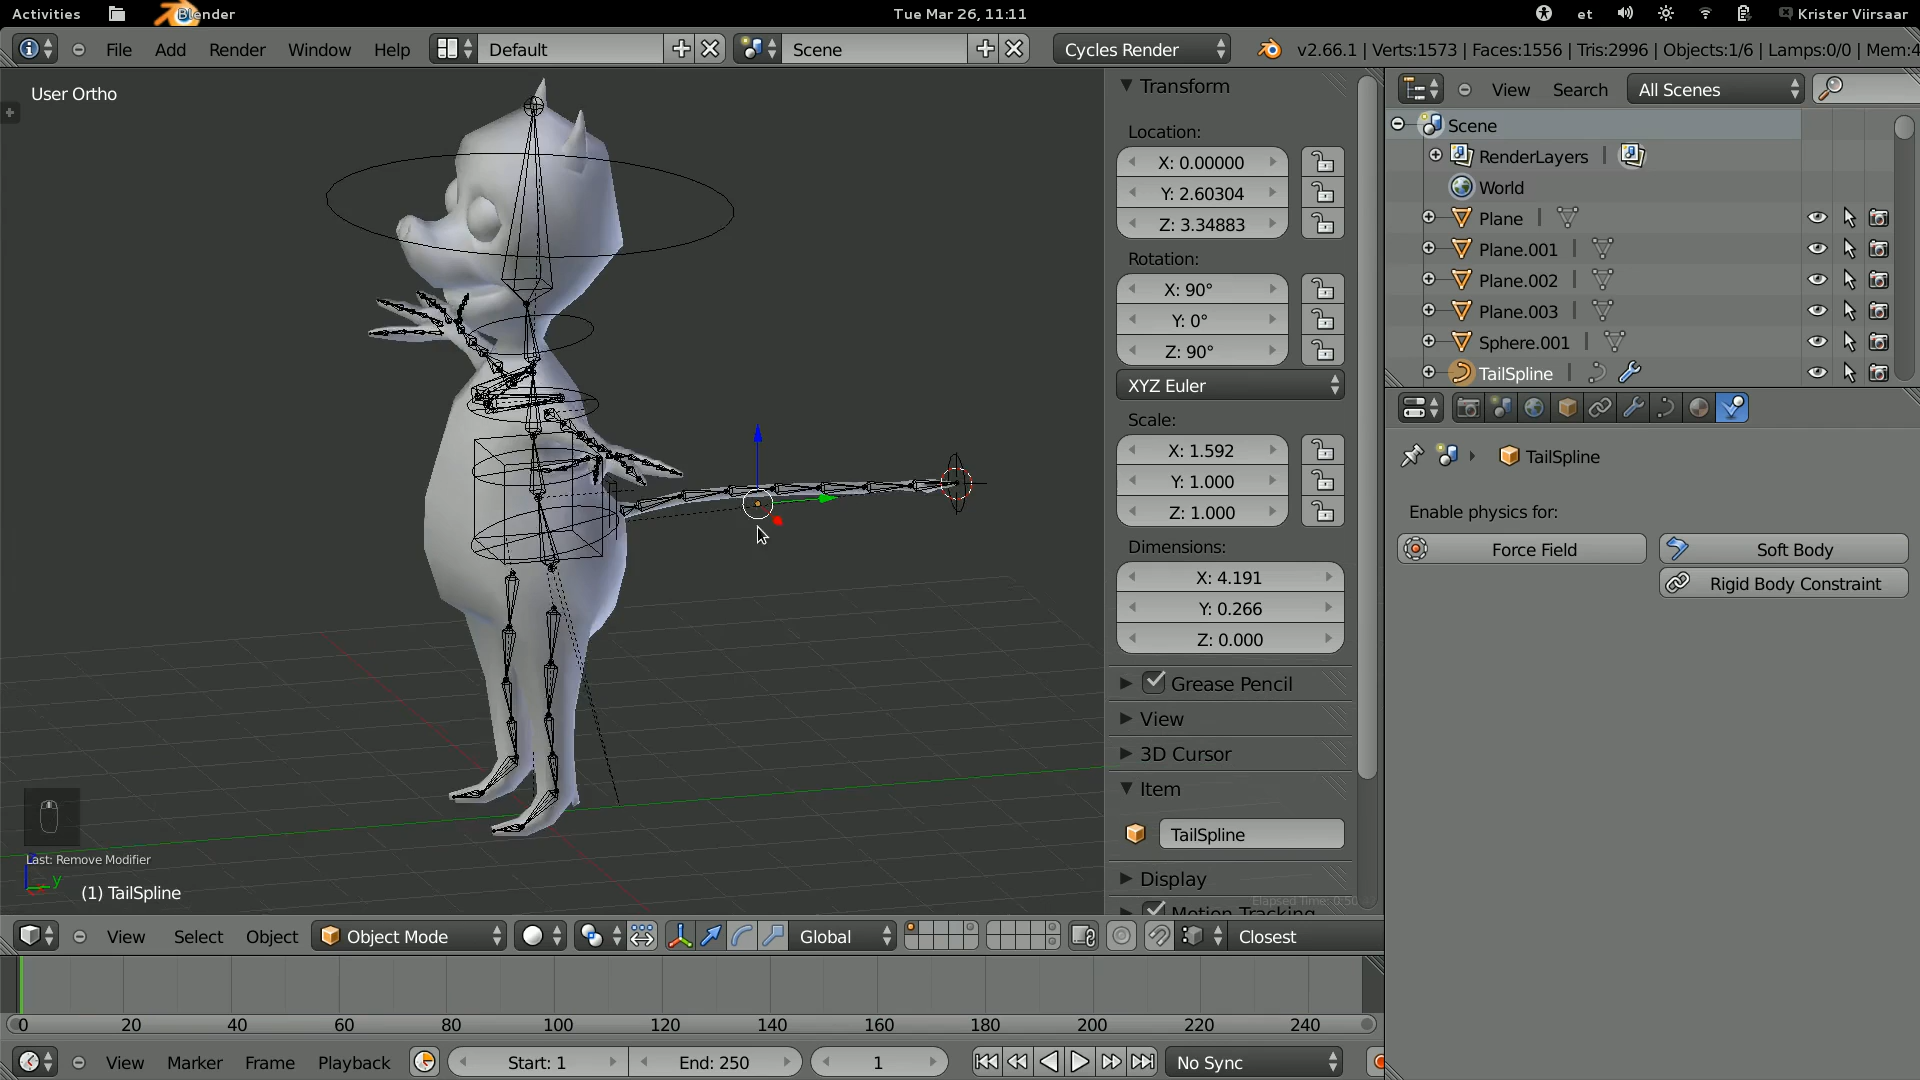 Activities Blender Tue Mar 26, 11:11 et Krister Viirsaar
File Add Render Window Help Default Scene Cycles Render v2.66.1 | Verts:1573 | Faces:1556 | Tris:2996 | Objects:1/6 | Lamps:0/0 | Mem:4
User Ortho
Transform
Location:
X: 0.00000
Y: 2.60304
Z: 3.34883
Rotation:
X: 90°
Y: 0°
Z: 90°
XYZ Euler
Scale:
X: 1.592
Y: 1.000
Z: 1.000
Dimensions:
X: 4.191
Y: 0.266
Z: 0.000
Grease Pencil
View
3D Cursor
Item
TailSpline
Display
Motion Tracking
Elapsed Time: 0:50
View Search All Scenes
Scene
RenderLayers
World
Plane
Plane.001
Plane.002
Plane.003
Sphere.001
TailSpline
TailSpline
Enable physics for:
Force Field Soft Body
Rigid Body Constraint
Last: Remove Modifier
y
(1) TailSpline
View Select Object Object Mode Global Closest
0 20 40 60 80 100 120 140 160 180 200 220 240
View Marker Frame Playback Start: 1 End: 250 1 No Sync